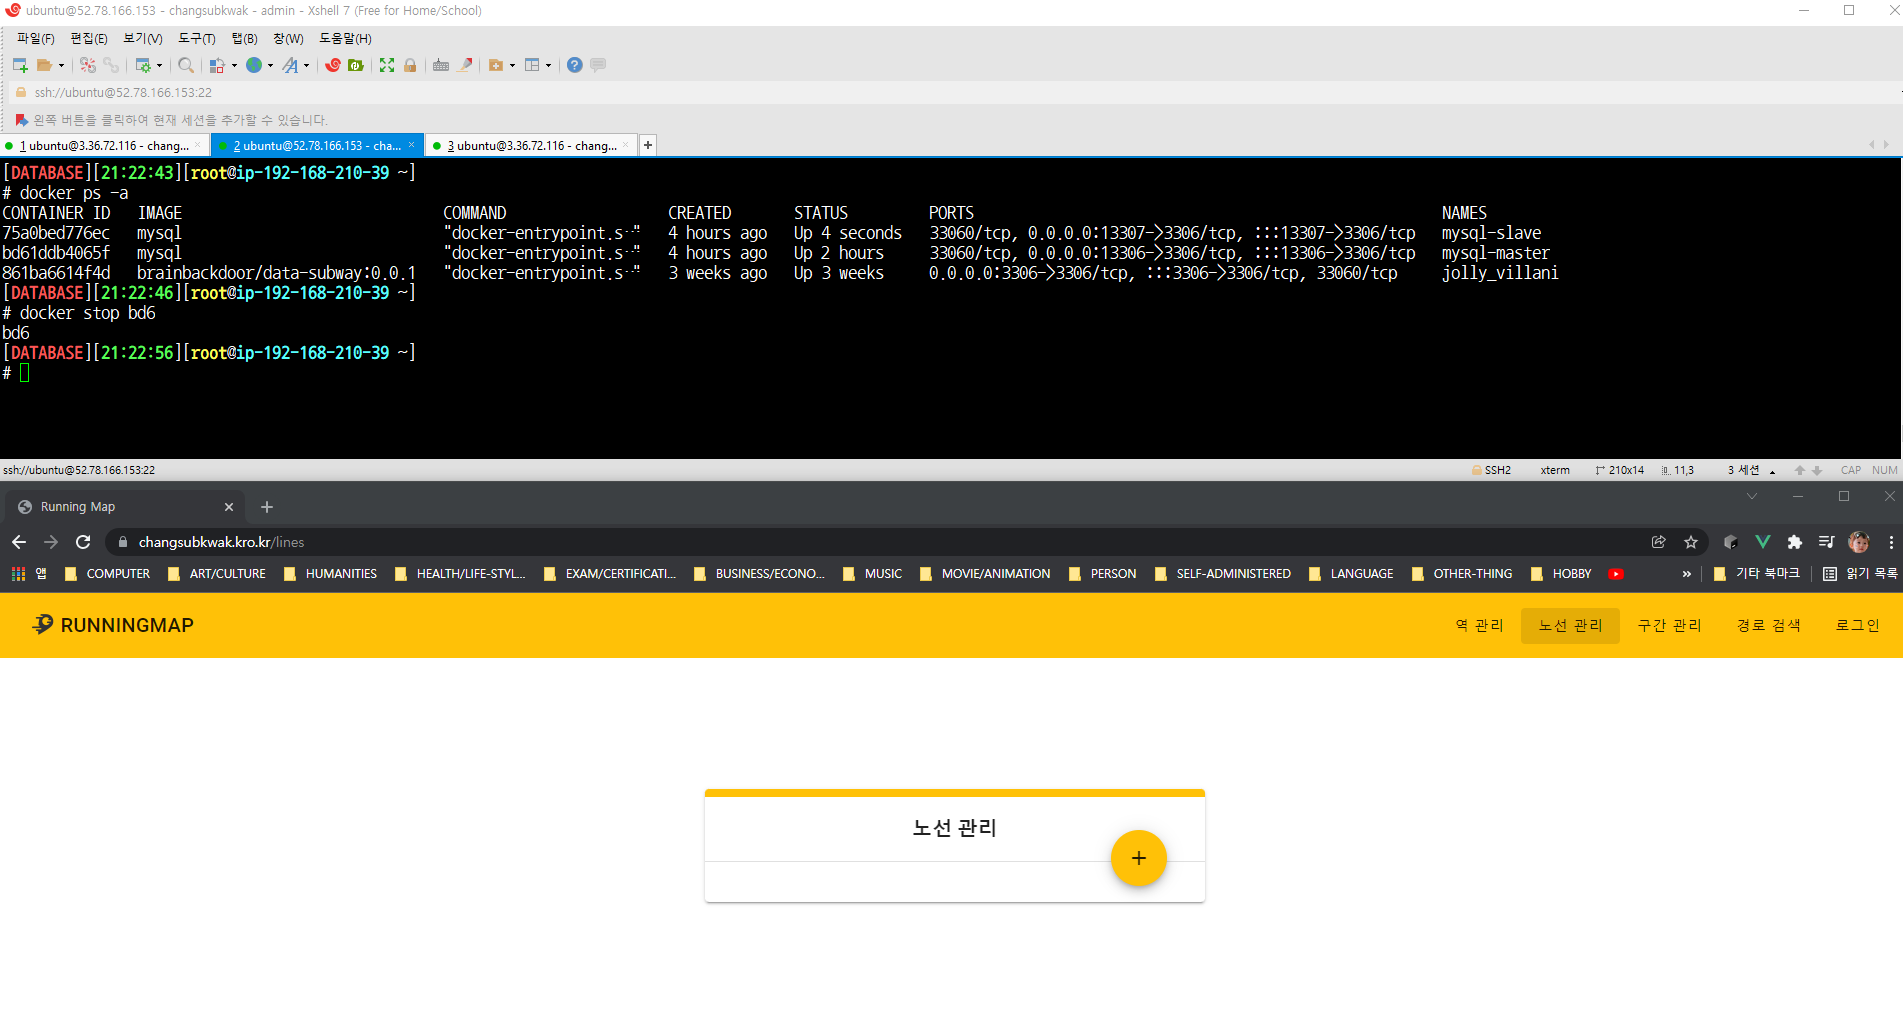 ubuntu@52.78.166.153 - changsubkwak - admin - Xshell 7 (Free for Home/School)
파일(F) 편집(E) 보기(V) 도구(T) 탭(B) 창(W) 도움말(H)
ssh://ubuntu@52.78.166.153:22
왼쪽 버튼을 클릭하여 현재 세션을 추가할 수 있습니다.
1 ubuntu@3.36.72.116 - chang... 2 ubuntu@52.78.166.153 - cha... 3 ubuntu@3.36.72.116 - chang...
[DATABASE][21:22:43][root@ip-192-168-210-39 ~]
# docker ps -a
CONTAINER ID IMAGE COMMAND CREATED STATUS PORTS NAMES
75a0bed776ec mysql "docker-entrypoint.s…" 4 hours ago Up 4 seconds 33060/tcp, 0.0.0.0:13307->3306/tcp, :::13307->3306/tcp mysql-slave
bd61ddb4065f mysql "docker-entrypoint.s…" 4 hours ago Up 2 hours 33060/tcp, 0.0.0.0:13306->3306/tcp, :::13306->3306/tcp mysql-master
861ba6614f4d brainbackdoor/data-subway:0.0.1 "docker-entrypoint.s…" 3 weeks ago Up 3 weeks 0.0.0.0:3306->3306/tcp, :::3306->3306/tcp, 33060/tcp jolly_villani
[DATABASE][21:22:46][root@ip-192-168-210-39 ~]
# docker stop bd6
bd6
[DATABASE][21:22:56][root@ip-192-168-210-39 ~]
#
ssh://ubuntu@52.78.166.153:22 SSH2 xterm 210x14 11,3 3 세션 CAP NUM
Running Map
changsubkwak.kro.kr/lines
앱 COMPUTER ART/CULTURE HUMANITIES HEALTH/LIFE-STYL... EXAM/CERTIFICATI... BUSINESS/ECONO... MUSIC MOVIE/ANIMATION PERSON SELF-ADMINISTERED LANGUAGE OTHER-THING HOBBY » 기타 북마크 읽기 목록
RUNNINGMAP 역 관리 노선 관리 구간 관리 경로 검색 로그인
노선 관리
+